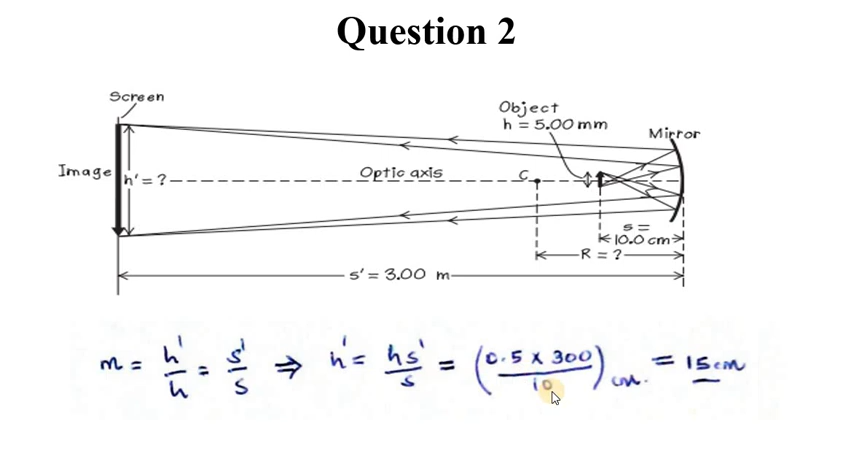 Question 2
Screen
Object
h = 5.00 mm
Mirror
Image
h' = ?
Optic axis
C
s =
10.0 cm
R = ?
s' = 3.00 m
m = h'/h = s'/s ⇒ h' = hs'/s = (0.5 × 300/10) cm. = 15 cm